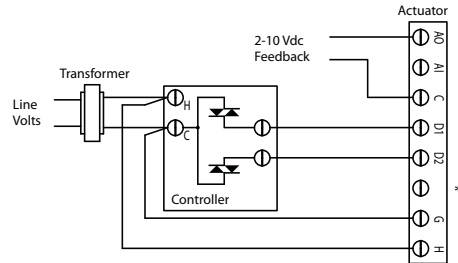 Actuator
2-10 Vdc
Feedback
AO
AI
C
D1
D2
*
G
H
Transformer
Line
Volts
H
C
Controller